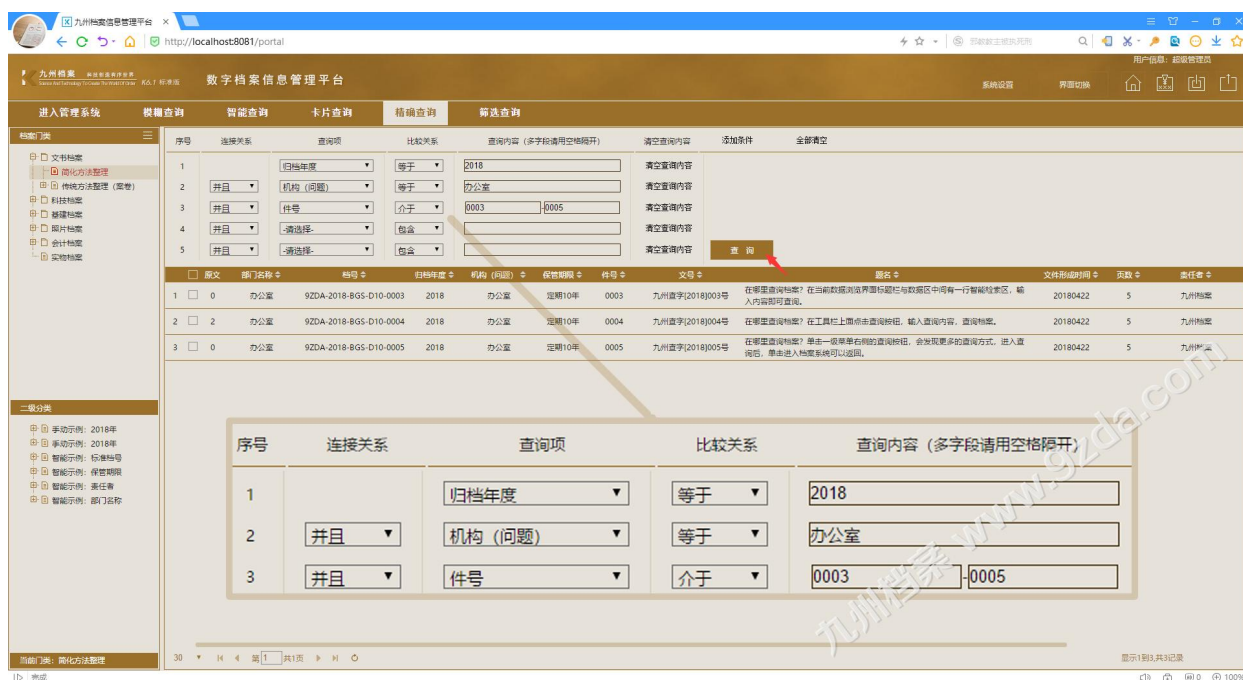 九州档案信息管理平台 ×
http://localhost:8081/portal
用户信息: 超级管理员
九州档案 科技创造有序世界 K6.1 标准版 数字档案信息管理平台 系统设置 界面切换
进入管理系统 模糊查询 智能查询 卡片查询 精确查询 筛选查询
档案门类
文书档案
简化方法整理
传统方法整理 (案卷)
科技档案
基建档案
照片档案
会计档案
实物档案
序号 连接关系 查询项 比较关系 查询内容 (多字段请用空格隔开) 清空查询内容 添加条件 全部清空
1 归档年度 等于 2018 清空查询内容
2 并且 机构 (问题) 等于 办公室 清空查询内容
3 并且 件号 介于 0003 -0005 清空查询内容
4 并且 -请选择- 包含 清空查询内容
5 并且 -请选择- 包含 清空查询内容 查 询
原文 部门名称 档号 归档年度 机构 (问题) 保管期限 件号 文号 题名 文件形成时间 页数 责任者
1 0 办公室 9ZDA-2018-BGS-D10-0003 2018 办公室 定期10年 0003 九州查字[2018]003号 在哪里查询档案? 在当前数据浏览界面标题栏与数据区中间有一行智能检索区, 输 20180422 5 九州档案
入内容即可查询。
2 2 办公室 9ZDA-2018-BGS-D10-0004 2018 办公室 定期10年 0004 九州查字[2018]004号 在哪里查询档案? 在工具栏上面点击查询按钮, 输入查询内容, 查询档案。 20180422 5 九州档案
3 0 办公室 9ZDA-2018-BGS-D10-0005 2018 办公室 定期10年 0005 九州查字[2018]005号 在哪里查询档案? 单击一级菜单右侧的查询按钮, 会发现更多的查询方式, 进入查 20180422 5 九州档案
询后, 单击进入档案系统可以返回。
二级分类
手动示例: 2018年
手动示例: 2018年
智能示例: 标准档号
智能示例: 保管期限
智能示例: 责任者
智能示例: 部门名称
序号 连接关系 查询项 比较关系 查询内容 (多字段请用空格隔开)
1 归档年度 等于 2018
2 并且 机构 (问题) 等于 办公室
3 并且 件号 介于 0003 -0005
九州档案 www.9zda.com
当前门类: 简化方法整理
30 第 1 共1页 显示1到3,共3记录
完成 0 100%